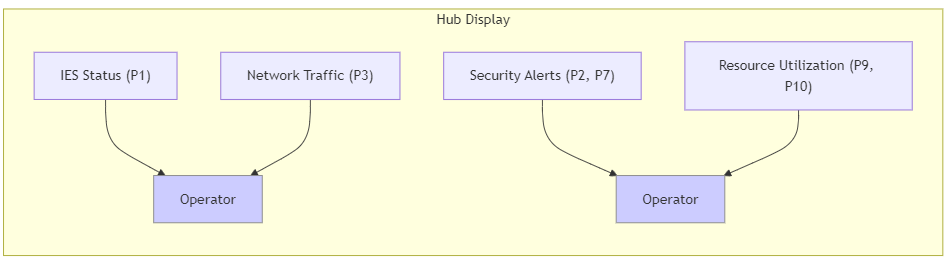 Hub Display
IES Status (P1)
Network Traffic (P3)
Security Alerts (P2, P7)
Resource Utilization (P9,
P10)
Operator
Operator